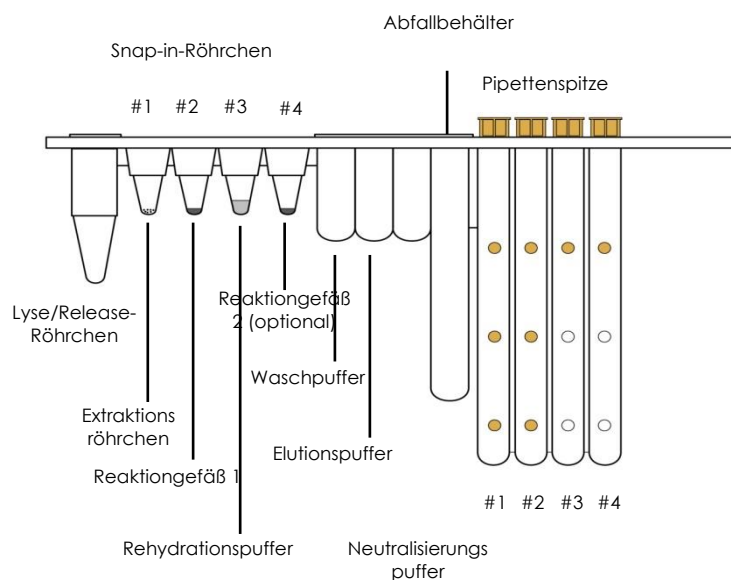 Abfallbehälter
Snap-in-Röhrchen
Pipettenspitze
#1 #2 #3 #4
Lyse/Release-
Röhrchen
Reaktiongefäß
2 (optional)
Waschpuffer
Extraktions
röhrchen
Elutionspuffer
Reaktiongefäß 1
#1 #2 #3 #4
Rehydrationspuffer
Neutralisierungs
puffer